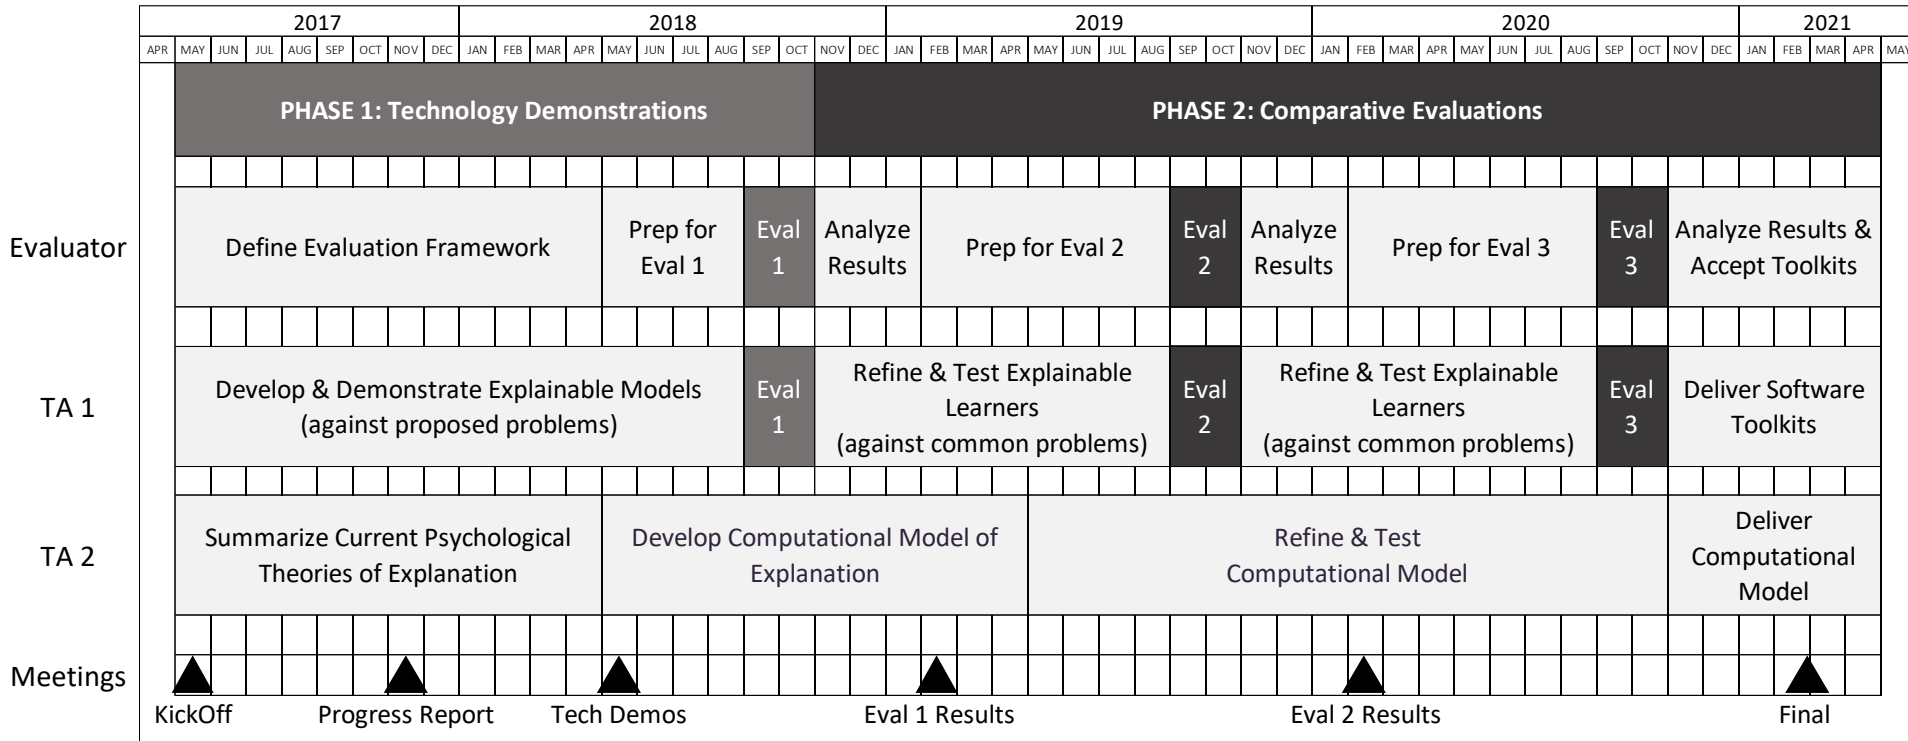 2017 2018 2019 2020 2021
APR MAY JUN JUL AUG SEP OCT NOV DEC JAN FEB MAR APR MAY JUN JUL AUG SEP OCT NOV DEC JAN FEB MAR APR MAY JUN JUL AUG SEP OCT NOV DEC JAN FEB MAR APR MAY JUN JUL AUG SEP OCT NOV DEC JAN FEB MAR APR MAY
PHASE 1: Technology Demonstrations
PHASE 2: Comparative Evaluations
Evaluator
Define Evaluation Framework
Prep for
Eval 1
Eval
1
Analyze
Results
Prep for Eval 2
Eval
2
Analyze
Results
Prep for Eval 3
Eval
3
Analyze Results &
Accept Toolkits
TA 1
Develop & Demonstrate Explainable Models
(against proposed problems)
Eval
1
Refine & Test Explainable
Learners
(against common problems)
Eval
2
Refine & Test Explainable
Learners
(against common problems)
Eval
3
Deliver Software
Toolkits
TA 2
Summarize Current Psychological
Theories of Explanation
Develop Computational Model of
Explanation
Refine & Test
Computational Model
Deliver
Computational
Model
Meetings
KickOff
Progress Report
Tech Demos
Eval 1 Results
Eval 2 Results
Final